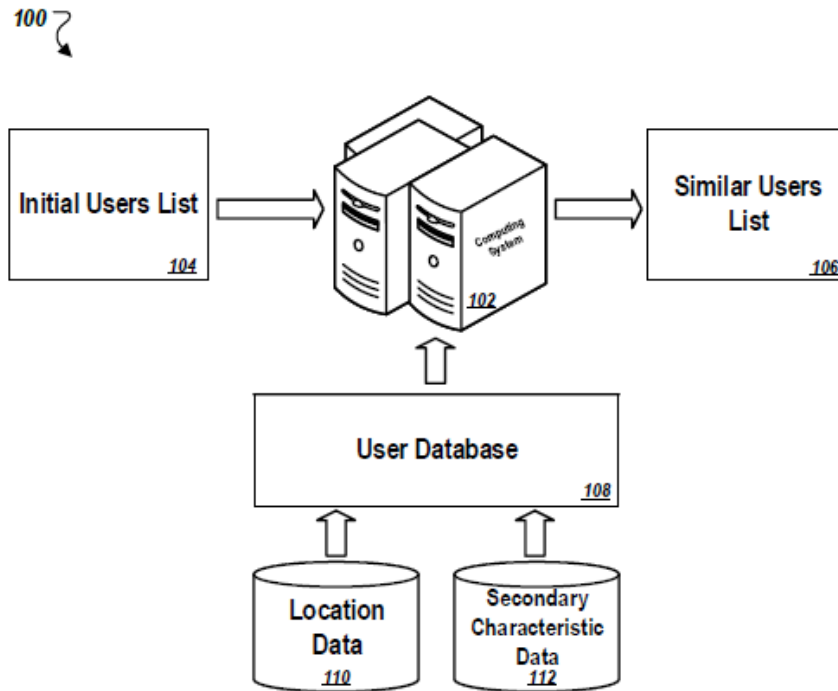 100
Initial Users List
104
Computing
System
102
Similar Users
List
106
User Database
108
Location
Data
110
Secondary
Characteristic
Data
112